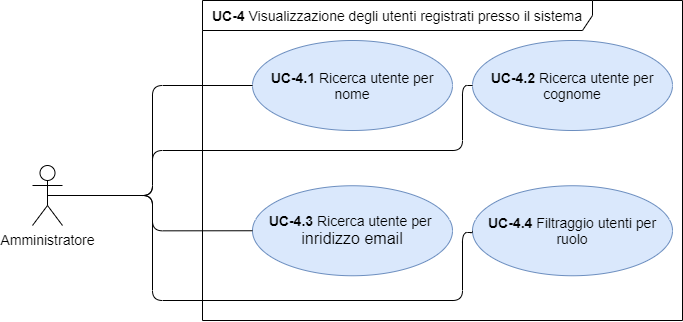 UC-4 Visualizzazione degli utenti registrati presso il sistema
UC-4.1 Ricerca utente per
nome
UC-4.2 Ricerca utente per
cognome
Amministratore
UC-4.3 Ricerca utente per
inridizzo email
UC-4.4 Filtraggio utenti per
ruolo